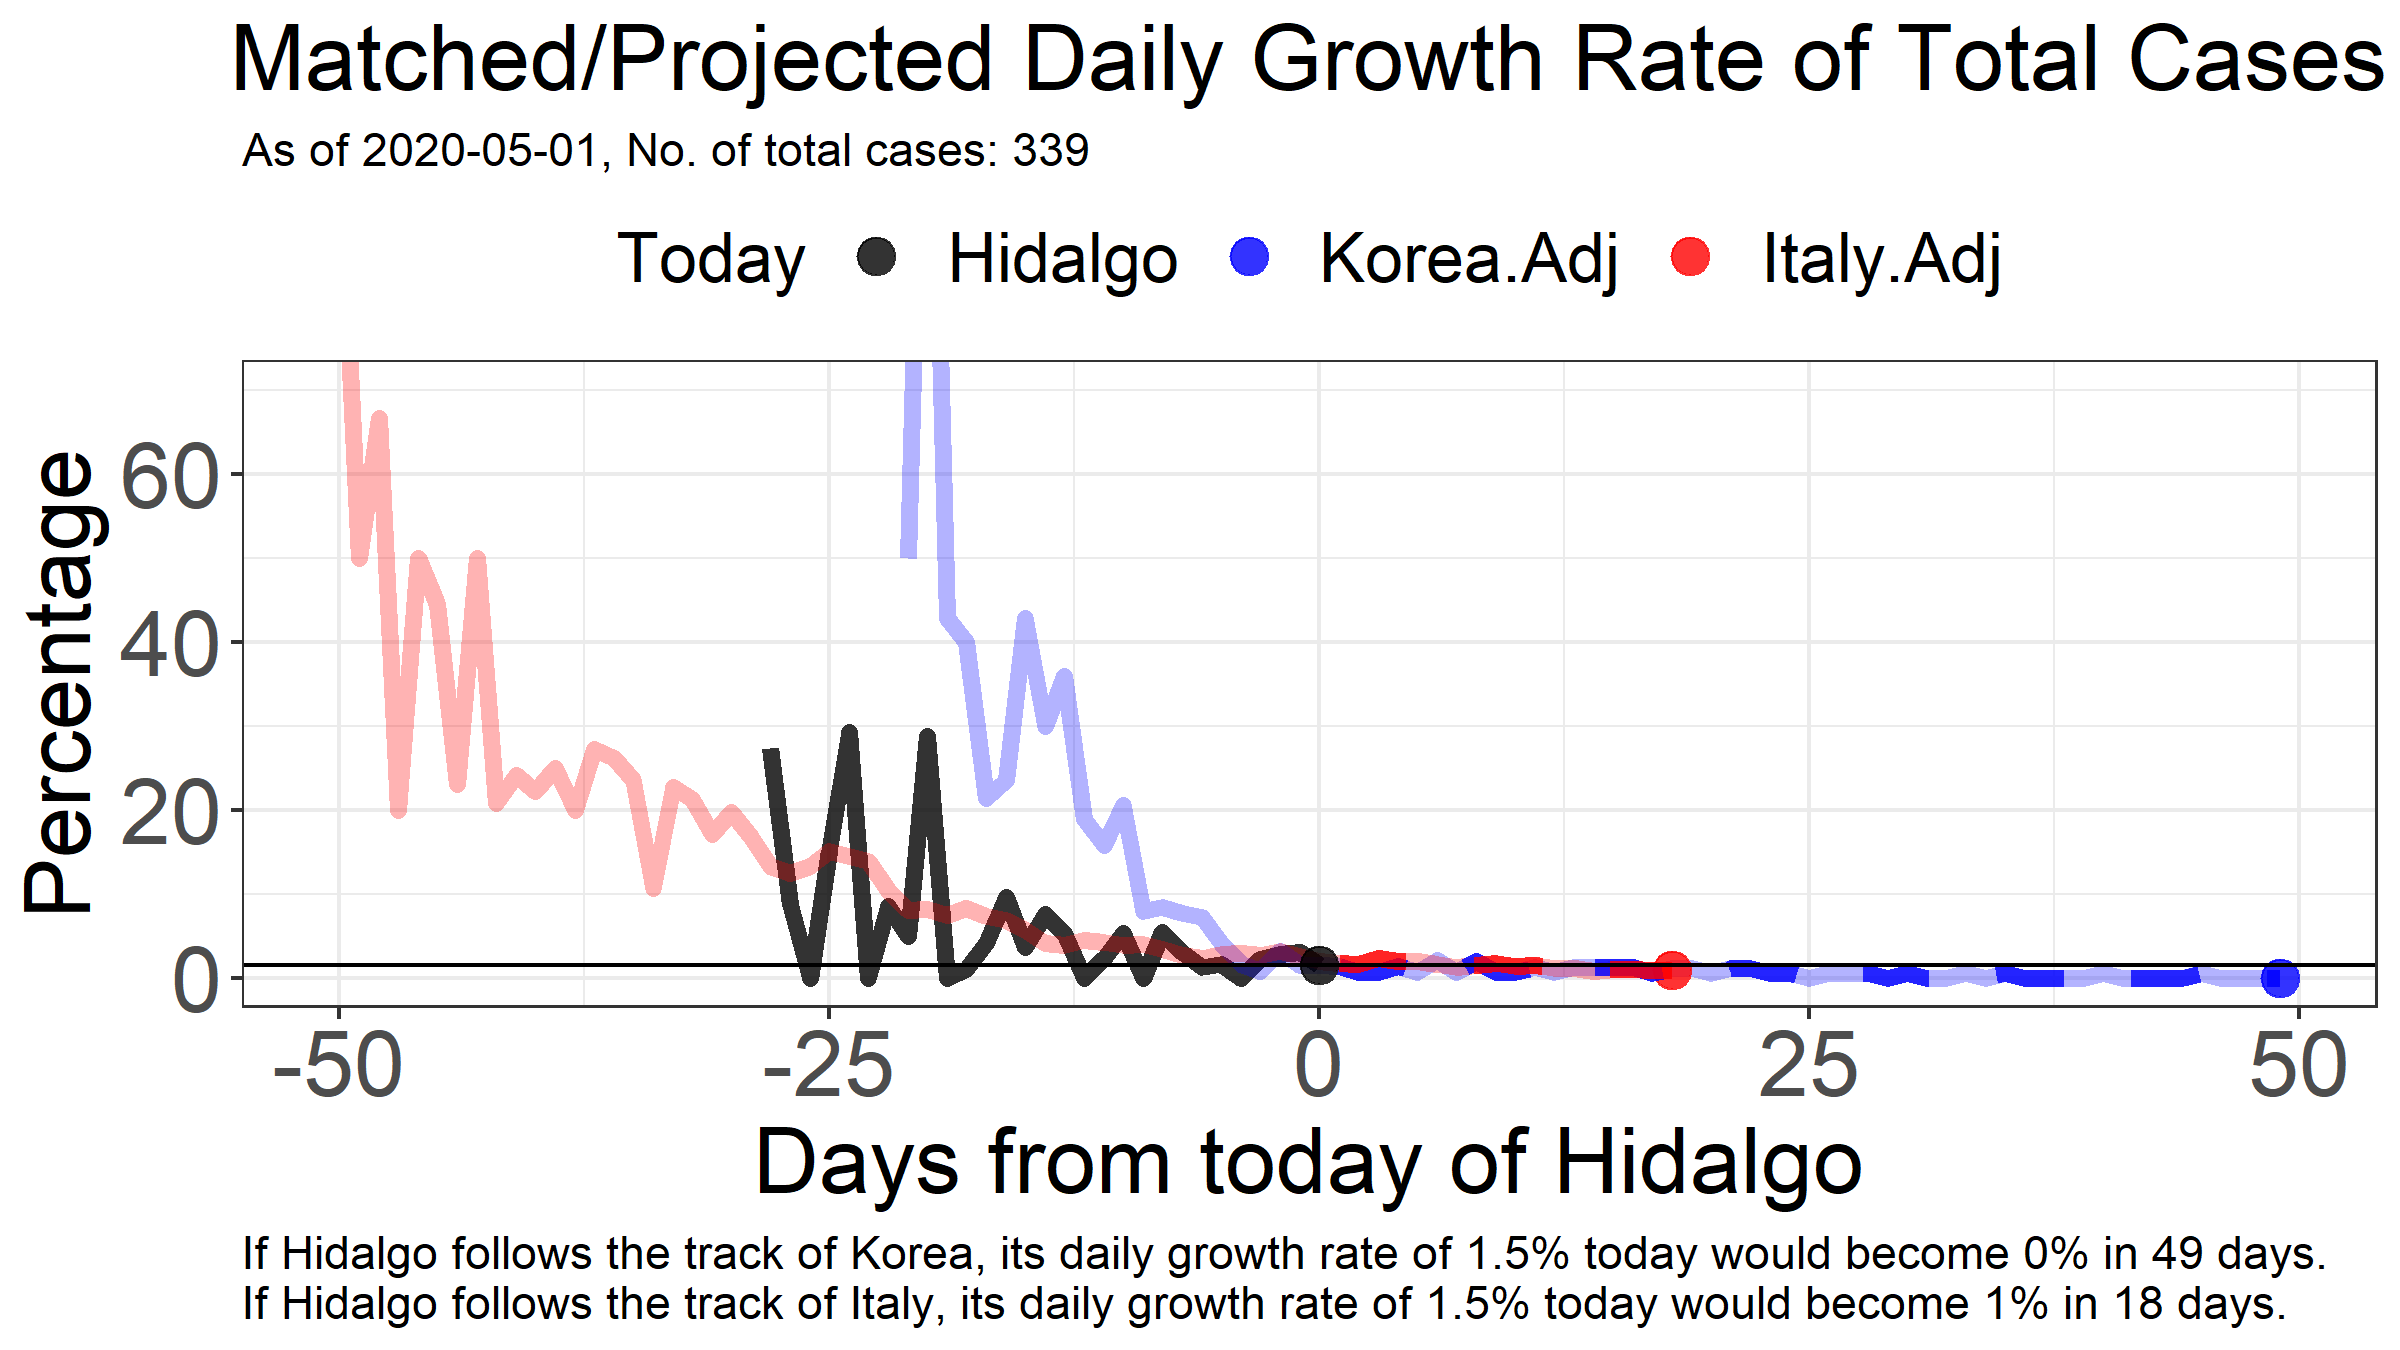 Matched/Projected Daily Growth Rate of Total Cases
As of 2020-05-01, No. of total cases: 339
Today Hidalgo Korea.Adj Italy.Adj
Percentage
60
40
20
0
-50 -25 0 25 50
Days from today of Hidalgo
If Hidalgo follows the track of Korea, its daily growth rate of 1.5% today would become 0% in 49 days.
If Hidalgo follows the track of Italy, its daily growth rate of 1.5% today would become 1% in 18 days.